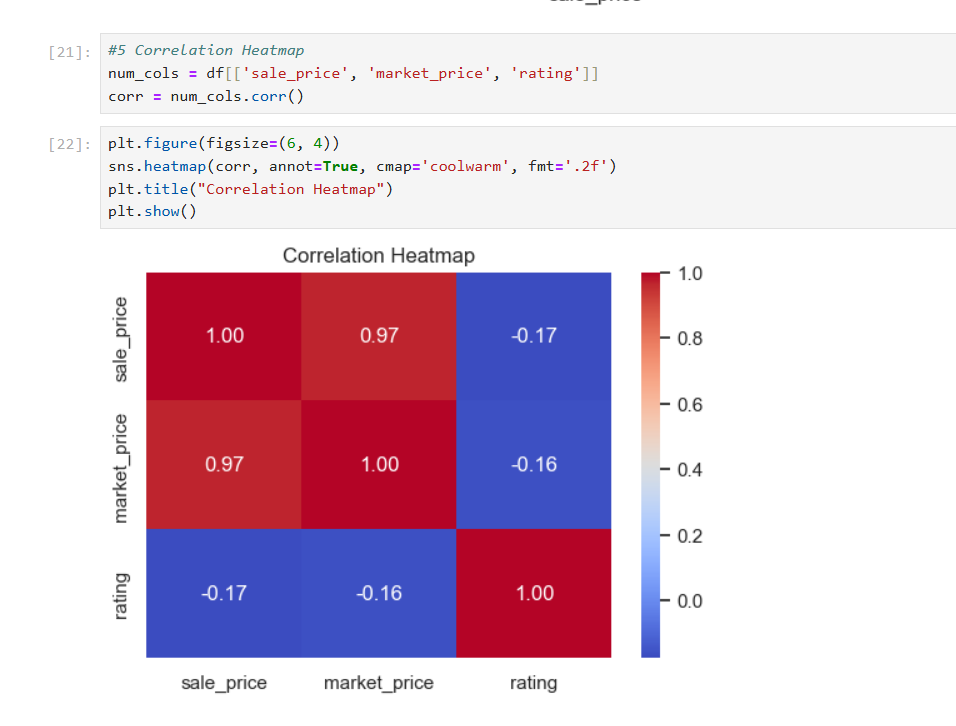 sale_price
[21]: #5 Correlation Heatmap
num_cols = df[['sale_price', 'market_price', 'rating']]
corr = num_cols.corr()
[22]: plt.figure(figsize=(6, 4))
sns.heatmap(corr, annot=True, cmap='coolwarm', fmt='.2f')
plt.title("Correlation Heatmap")
plt.show()
Correlation Heatmap
sale_price
1.00 0.97 -0.17
market_price
0.97 1.00 -0.16
rating
-0.17 -0.16 1.00
sale_price market_price rating
1.0
0.8
0.6
0.4
0.2
0.0